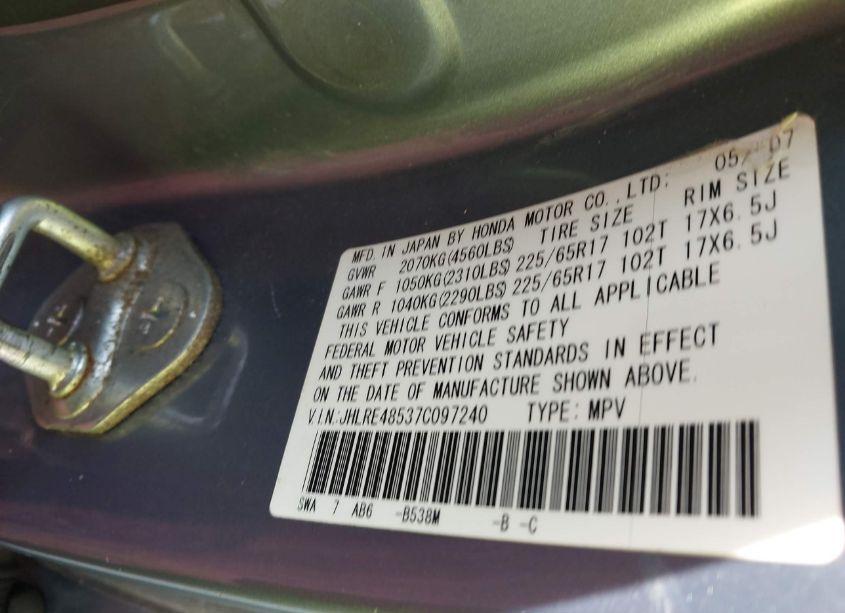 MFD. IN JAPAN BY HONDA MOTOR CO.,LTD: 05/ 07
GVWR 2070KG(4560LBS) TIRE SIZE RIM SIZE
GAWR F 1050KG(2310LBS) 225/65R17 102T 17X6.5J
GAWR R 1040KG(2290LBS) 225/65R17 102T 17X6.5J
THIS VEHICLE CONFORMS TO ALL APPLICABLE
FEDERAL MOTOR VEHICLE SAFETY
AND THEFT PREVENTION STANDARDS IN EFFECT
ON THE DATE OF MANUFACTURE SHOWN ABOVE.
VIN:JHLRE48537C097240 TYPE: MPV
SWA 7 AB6 -B538M -B -C